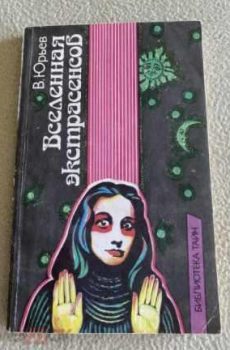 В. Юрьев
Вселенная
экстрасенсов
БИБЛИОТЕКА ТАЙН